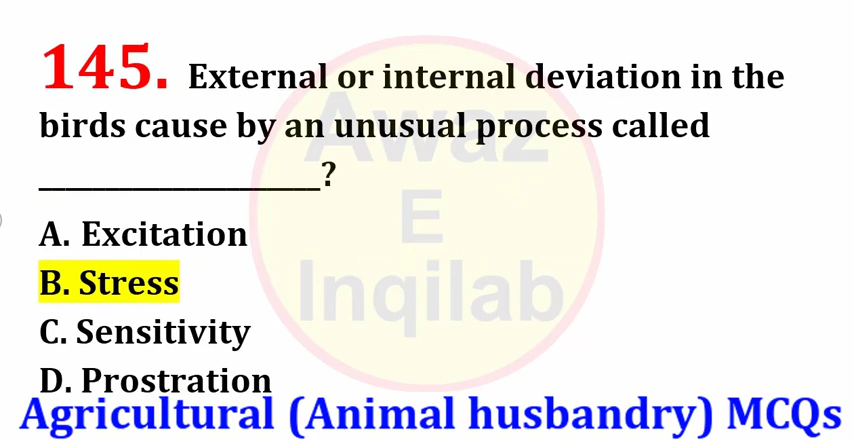 145. External or internal deviation in the
birds cause by an unusual process called
____________________?
A. Excitation
B. Stress
C. Sensitivity
D. Prostration
Agricultural (Animal husbandry) MCQs
Awaz
E
Inqilab